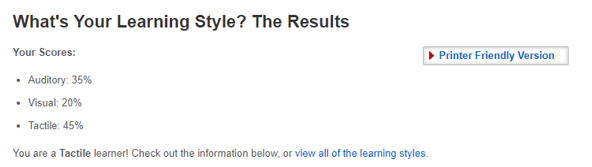 What's Your Learning Style? The Results
Your Scores:
Printer Friendly Version
Auditory: 35%
Visual: 20%
Tactile: 45%
You are a Tactile learner! Check out the information below, or view all of the learning styles.